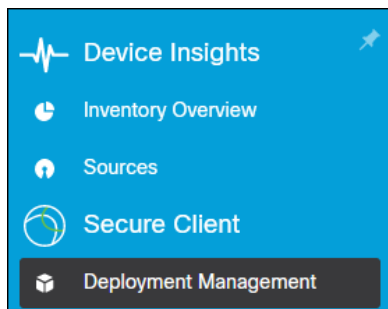 Device Insights
Inventory Overview
Sources
Secure Client
Deployment Management